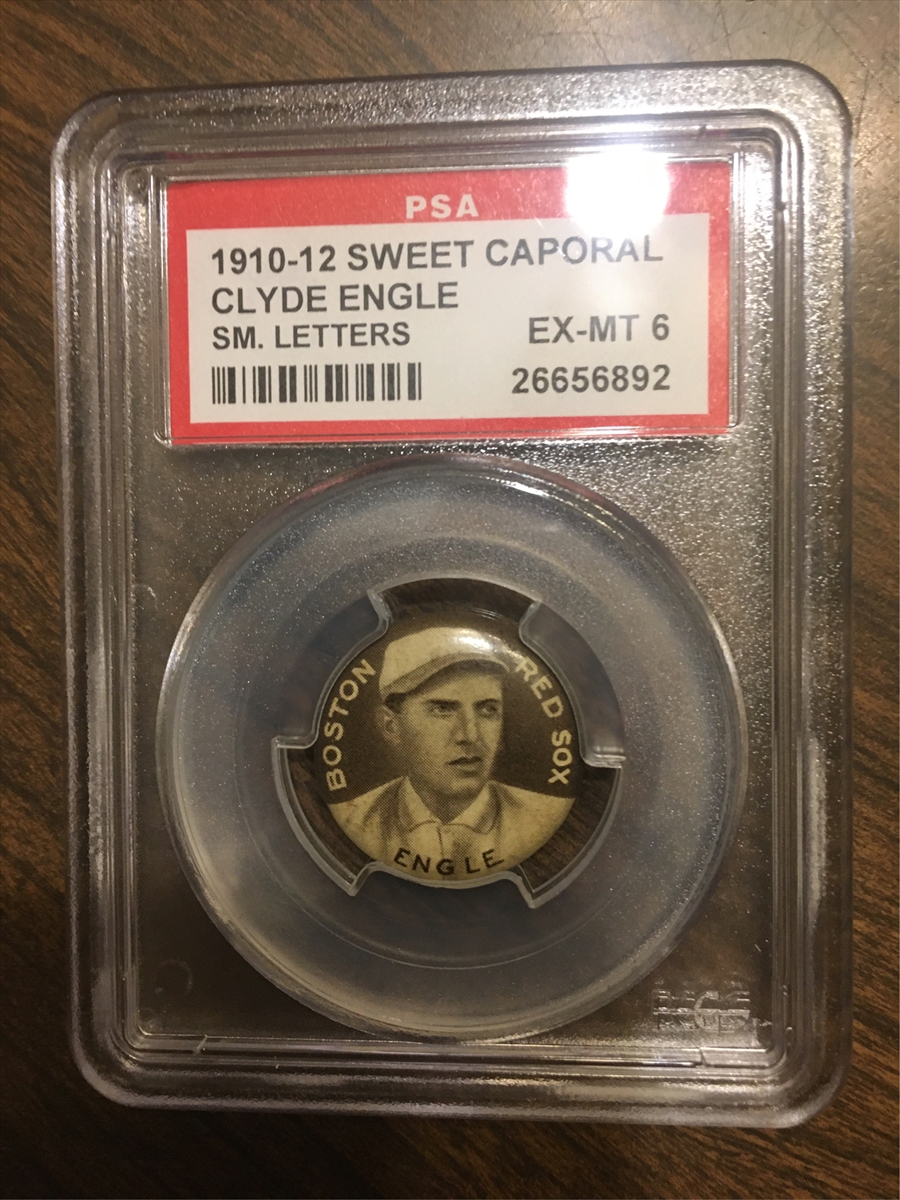 PSA
1910-12 SWEET CAPORAL
CLYDE ENGLE
SM. LETTERS
EX-MT 6
26656892
BOSTON
RED SOX
ENGLE